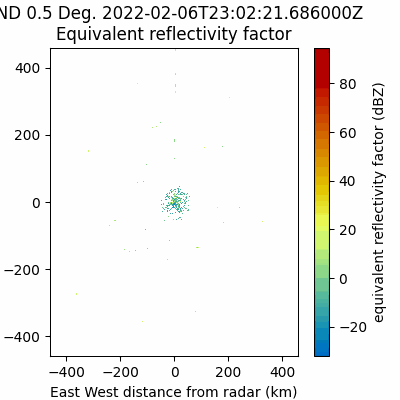 ND 0.5 Deg. 2022-02-06T23:02:21.686000Z
Equivalent reflectivity factor
400
200
0
−200
−400
−400 −200 0 200 400
East West distance from radar (km)
80
60
40
20
0
−20
equivalent reflectivity factor (dBZ)